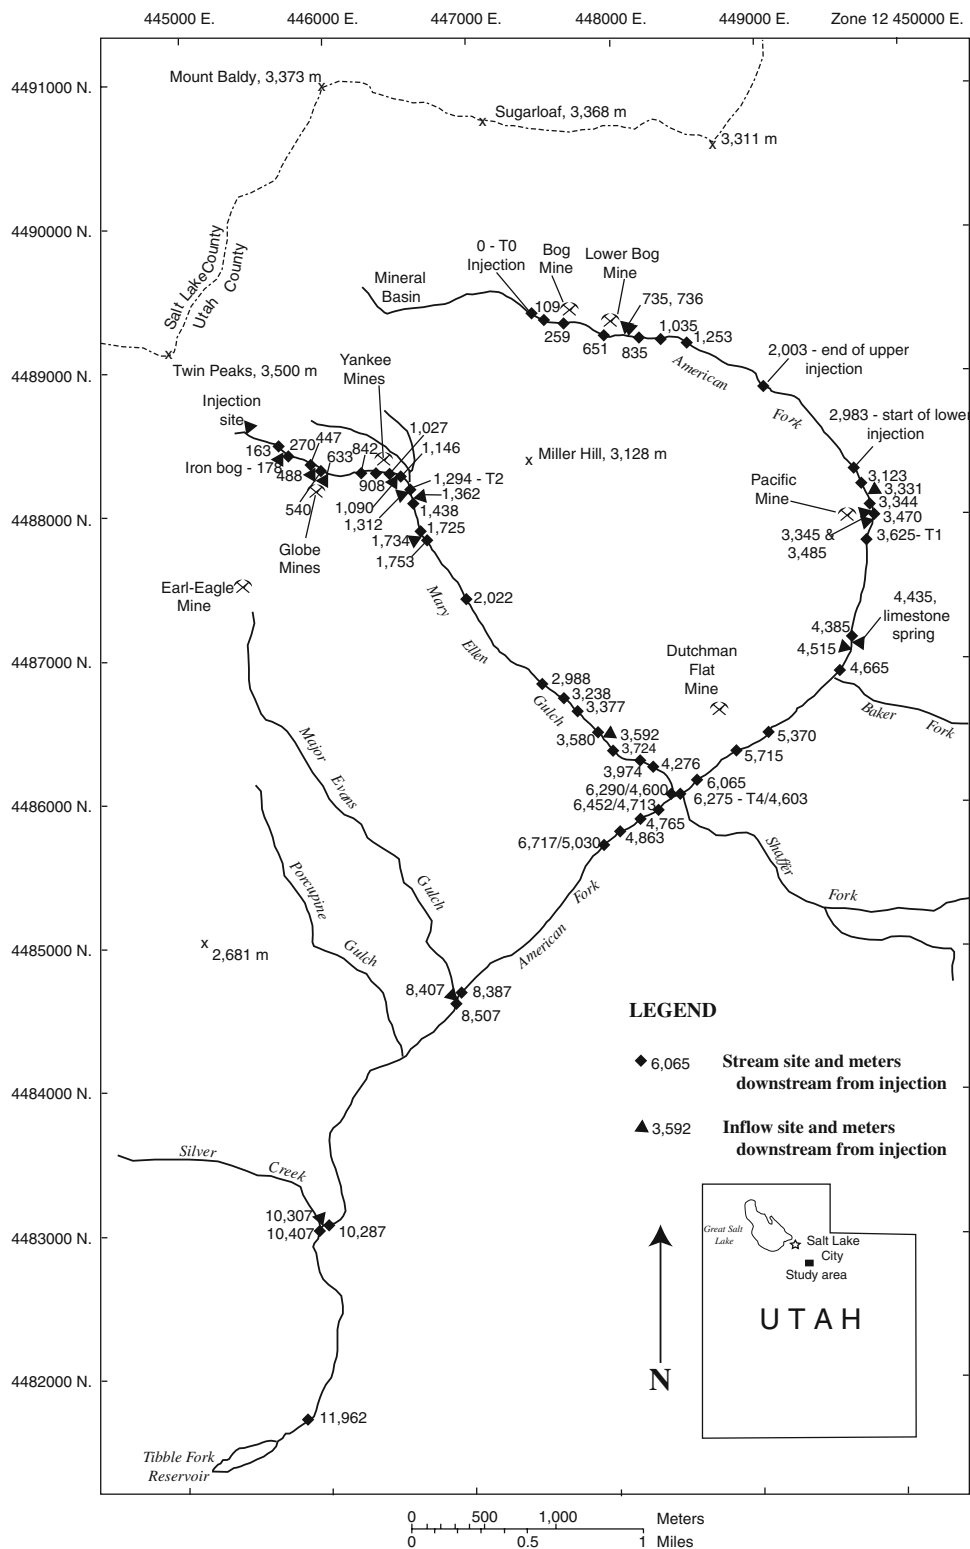 445000 E.
446000 E.
447000 E.
448000 E.
449000 E.
Zone 12 450000 E.
4491000 N.
4490000 N.
4489000 N.
4488000 N.
4487000 N.
4486000 N.
4485000 N.
4484000 N.
4483000 N.
4482000 N.
Mount Baldy, 3,373 m
Sugarloaf, 3,368 m
3,311 m
Salt Lake County
Utah County
Twin Peaks, 3,500 m
Mineral
Basin
0 - T0
Injection
Bog
Mine
Lower Bog
Mine
109
259
651
735, 736
835
1,035
1,253
American
Fork
2,003 - end of upper
injection
2,983 - start of lower
injection
3,123
3,331
3,344
3,470
Pacific
Mine
3,345 &
3,485
3,625- T1
4,435,
limestone
spring
4,385
4,515
4,665
Baker
Fork
5,370
5,715
6,065
6,275 - T4/4,603
Dutchman
Flat
Mine
Miller Hill, 3,128 m
Yankee
Mines
Injection
site
163
270
447
633
842
1,027
1,146
Iron bog - 178
488
540
908
1,090
1,312
1,294 - T2
1,362
1,438
1,725
1,734
1,753
Globe
Mines
Earl-Eagle
Mine
Mary
Ellen
Gulch
2,022
2,988
3,238
3,377
3,580
3,592
3,724
3,974
4,276
6,290/4,600
6,452/4,713
4,765
4,863
6,717/5,030
Shaffer
Fork
Major
Evans
Gulch
Porcupine
Gulch
American
Fork
2,681 m
8,407
8,387
8,507
Silver
Creek
10,307
10,407
10,287
11,962
Tibble Fork
Reservoir
LEGEND
6,065 Stream site and meters
downstream from injection
3,592 Inflow site and meters
downstream from injection
N
Great Salt
Lake
Salt Lake
City
Study area
UTAH
0 500 1,000 Meters
0 0.5 1 Miles